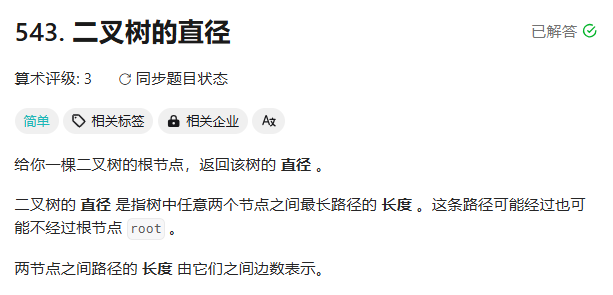 543. 二叉树的直径
已解答
算术评级: 3 同步题目状态
简单 相关标签 相关企业 Aあ
给你一棵二叉树的根节点，返回该树的 直径 。
二叉树的 直径 是指树中任意两个节点之间最长路径的 长度 。这条路径可能经过也可
能不经过根节点 root 。
两节点之间路径的 长度 由它们之间边数表示。